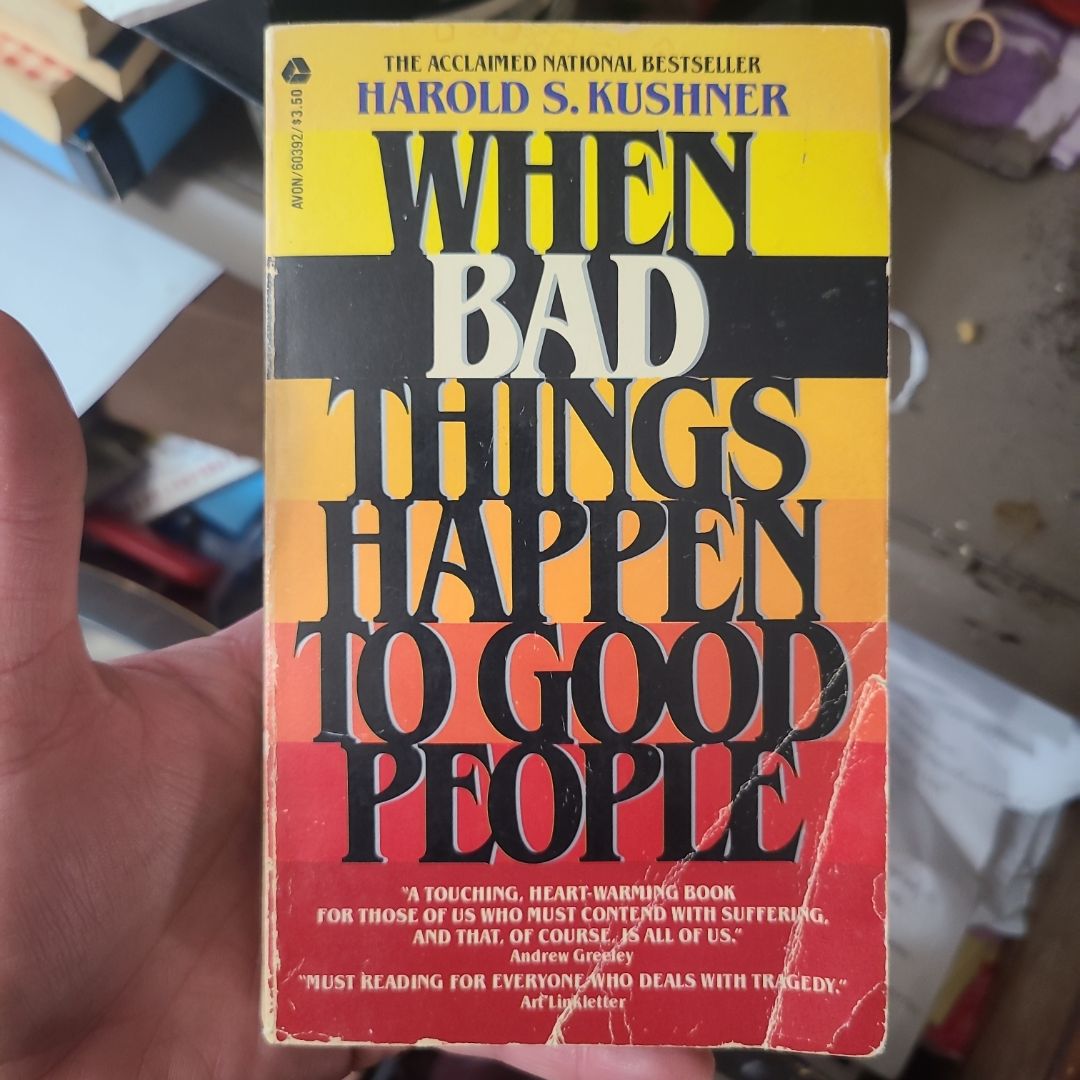 THE ACCLAIMED NATIONAL BESTSELLER
HAROLD S. KUSHNER
AVON/60392/$3.50
WHEN
BAD
THINGS
HAPPEN
TO GOOD
PEOPLE
"A TOUCHING, HEART-WARMING BOOK
FOR THOSE OF US WHO MUST CONTEND WITH SUFFERING,
AND THAT, OF COURSE, IS ALL OF US."
Andrew Greeley
"MUST READING FOR EVERYONE WHO DEALS WITH TRAGEDY."
Art Linkletter